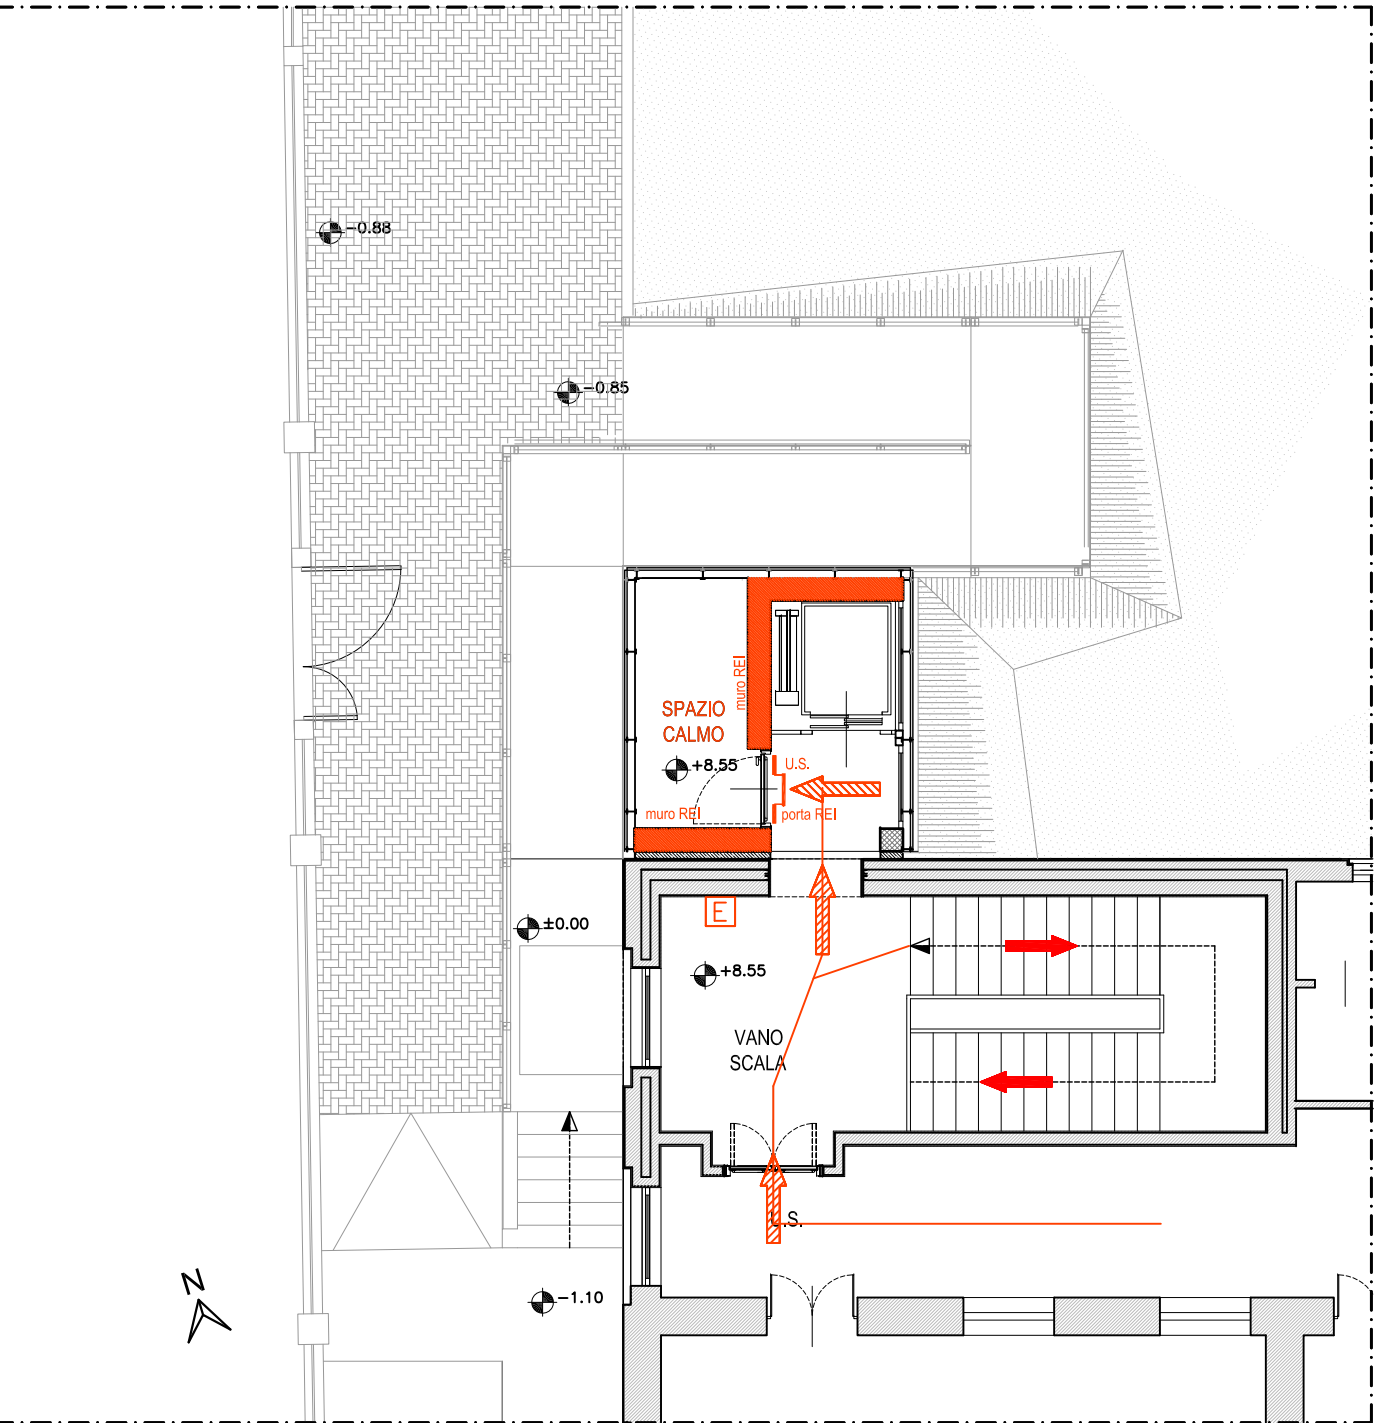 -0.88
-0.85
muro REI
SPAZIO
CALMO
+8.55
U.S.
muro REI
porta REI
E
±0.00
+8.55
VANO
SCALA
U.S.
N
-1.10